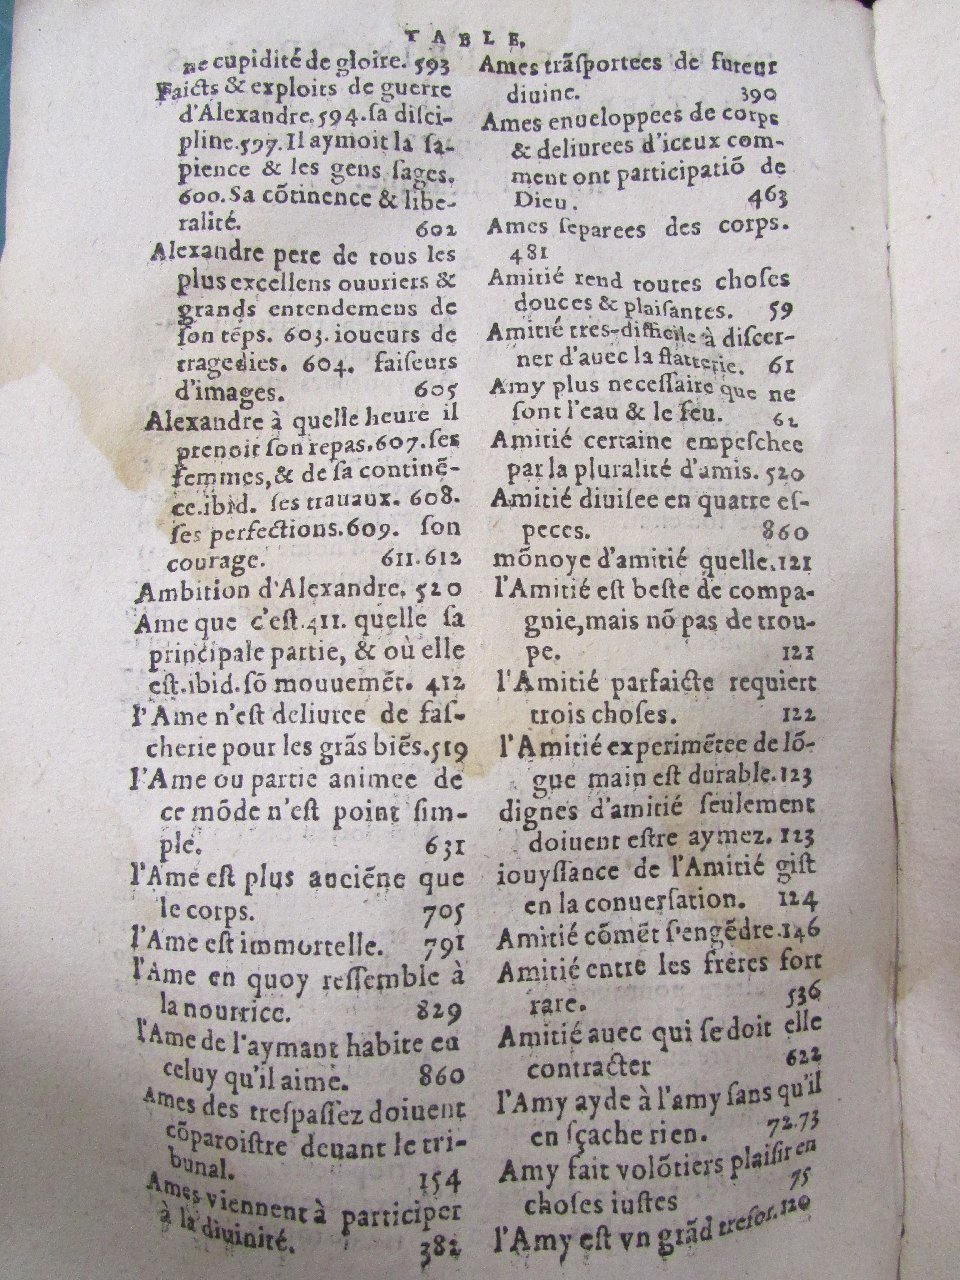 TABLE.
ne cupidité de gloire. 593
Faicts & exploits de guerre
d'Alexandre. 594. sa disci-
pline. 597. Il aymoit la sa-
pience & les gens sages.
600. Sa cõtinence & libe-
ralité. 602
Alexandre pere de tous les
plus excellens ouuriers &
grands entendemens de
son tẽps. 603. ioueurs de
tragedies. 604. faiseurs
d'images. 605
Alexandre à quelle heure il
prenoit son repas. 607. ses
femmes, & de sa continẽ-
ce. ibid. ses trauaux. 608.
ses perfections. 609. son
courage. 611. 612
Ambition d'Alexandre. 520
Ame que c'est. 411. quelle sa
principale partie, & où elle
est. ibid. sõ mouuemẽt. 412
l'Ame n'est deliuree de fas-
cherie pour les grãs biẽs. 519
l'Ame ou partie animee de
ce mõde n'est point sim-
ple. 631
l'Ame est plus anciẽne que
le corps. 705
l'Ame est immortelle. 791
l'Ame en quoy ressemble à
la nourrice. 829
l'Ame de l'aymant habite en
celuy qu'il aime. 860
Ames des trespassez doiuent
cõparoistre deuant le tri-
bunal. 154
Ames viennent à participer
à la diuinité. 382
Ames trãsportees de fureur
diuine. 390
Ames enueloppees de corps
& deliurees d'iceux com-
ment ont participatiõ de
Dieu. 463
Ames separees des corps.
481
Amitié rend toutes choses
douces & plaisantes. 59
Amitié tres-difficile à discer-
ner d'auec la flatterie. 61
Amy plus necessaire que ne
sont l'eau & le feu. 62
Amitié certaine empeschee
par la pluralité d'amis. 520
Amitié diuisee en quatre es-
peces. 860
mõnoye d'amitié quelle. 121
l'Amitié est beste de compa-
gnie, mais nõ pas de trou-
pe. 121
l'Amitié parfaicte requiert
trois choses. 122
l'Amitié experimẽtee de lõ-
gue main est durable. 123
dignes d'amitié seulement
doiuent estre aymez. 123
iouyssance de l'Amitié gist
en la conuersation. 124
Amitié cõmẽt s'engẽdre. 146
Amitié entre les freres fort
rare. 536
Amitié auec qui se doit elle
contracter 622
l'Amy ayde à l'amy sans qu'il
en sçache rien. 72. 73
Amy fait volõtiers plaisir en
choses iustes 75
l'Amy est vn grãd tresor. 120